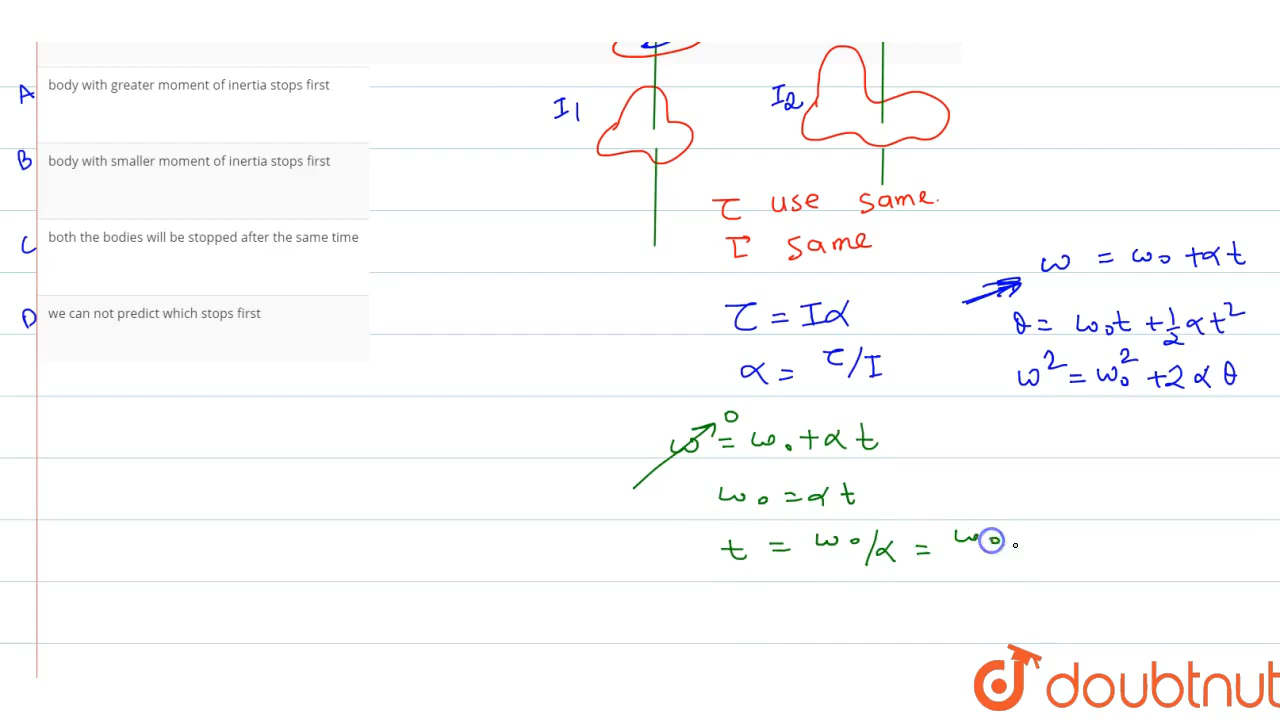 A body with greater moment of inertia stops first
B body with smaller moment of inertia stops first
C both the bodies will be stopped after the same time
D we can not predict which stops first
I1
I2
τ use same.
I same
τ = Iα
α = τ/I
ω = ω0 + αt
θ = ω0t + 1/2 αt²
ω² = ω0² + 2αθ
0
ω = ω0 + αt
ω0 = αt
t = ω0/α = ω0
doubtnut